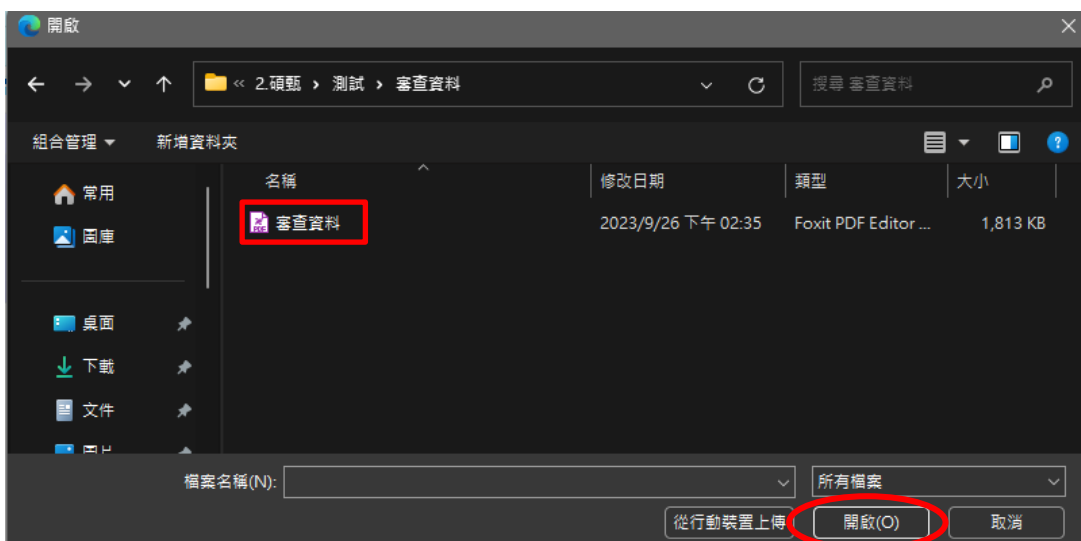 開啟
« 2.碩甄 › 測試 › 審查資料
搜尋 審查資料
組合管理 新增資料夾
名稱 修改日期 類型 大小
常用
審查資料 2023/9/26 下午 02:35 Foxit PDF Editor ... 1,813 KB
圖庫
桌面
下載
文件
圖片
檔案名稱(N): 所有檔案
從行動裝置上傳 開啟(O) 取消